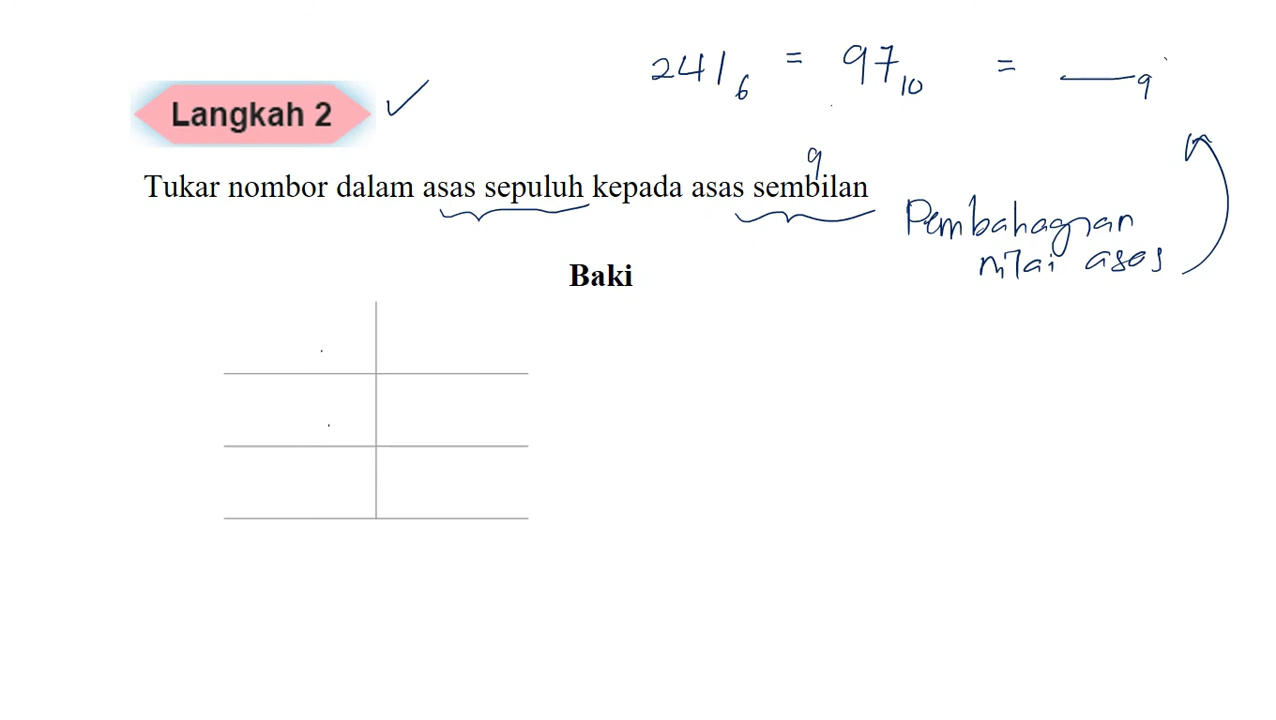 241₆ = 97₁₀ = ___₉
Langkah 2 ✓
9
Tukar nombor dalam asas sepuluh kepada asas sembilan
Pembahagian
nilai asas
Baki